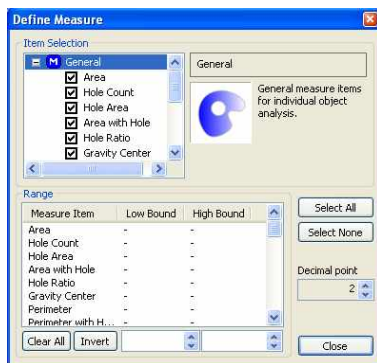 Define Measure
Item Selection
M General
Area
Hole Count
Hole Area
Area with Hole
Hole Ratio
Gravity Center
General
General measure items
for individual object
analysis.
Range
Measure Item Low Bound High Bound
Area - -
Hole Count - -
Hole Area - -
Area with Hole - -
Hole Ratio - -
Gravity Center - -
Perimeter - -
Perimeter with H... - -
Clear All Invert
Select All
Select None
Decimal point
2
Close